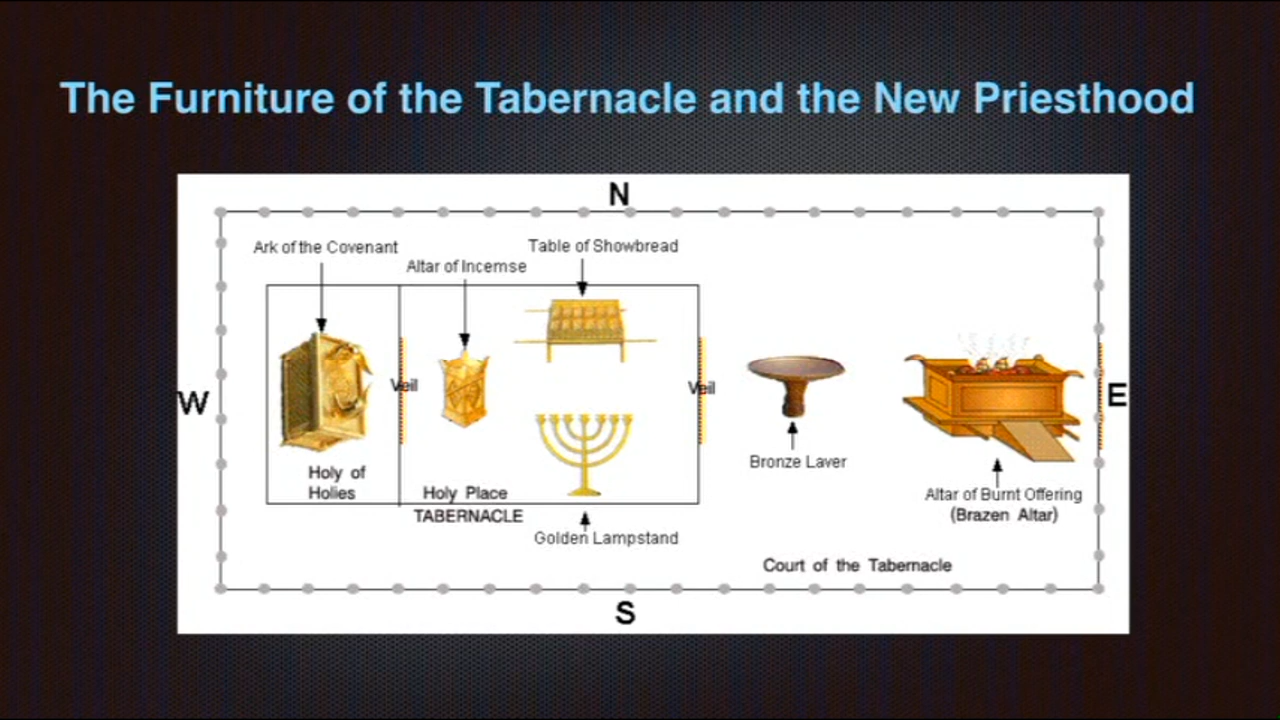 The Furniture of the Tabernacle and the New Priesthood
N
Ark of the Covenant
Table of Showbread
Altar of Incemse
W
Veil
Veil
E
Holy of
Holies
Holy Place
TABERNACLE
Golden Lampstand
Bronze Laver
Altar of Burnt Offering
(Brazen Altar)
Court of the Tabernacle
S